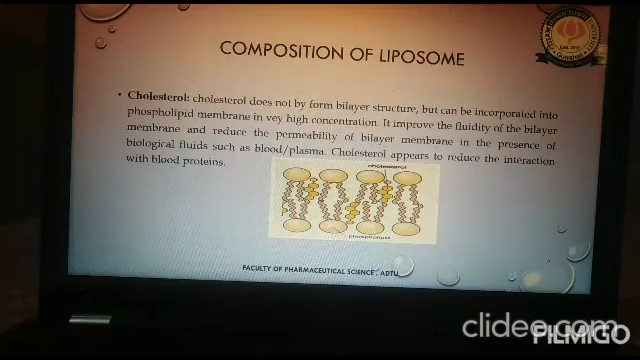 COMPOSITION OF LIPOSOME
• Cholesterol: cholesterol does not by form bilayer structure, but can be incorporated into
phospholipid membrane in vey high concentration. It improve the fluidity of the bilayer
membrane and reduce the permeability of bilayer membrane in the presence of
biological fluids such as blood/plasma. Cholesterol appears to reduce the interaction
with blood proteins.
cholesterol
phospholipid
FACULTY OF PHARMACEUTICAL SCIENCE, ADTU
clidee.com
FILMIGO